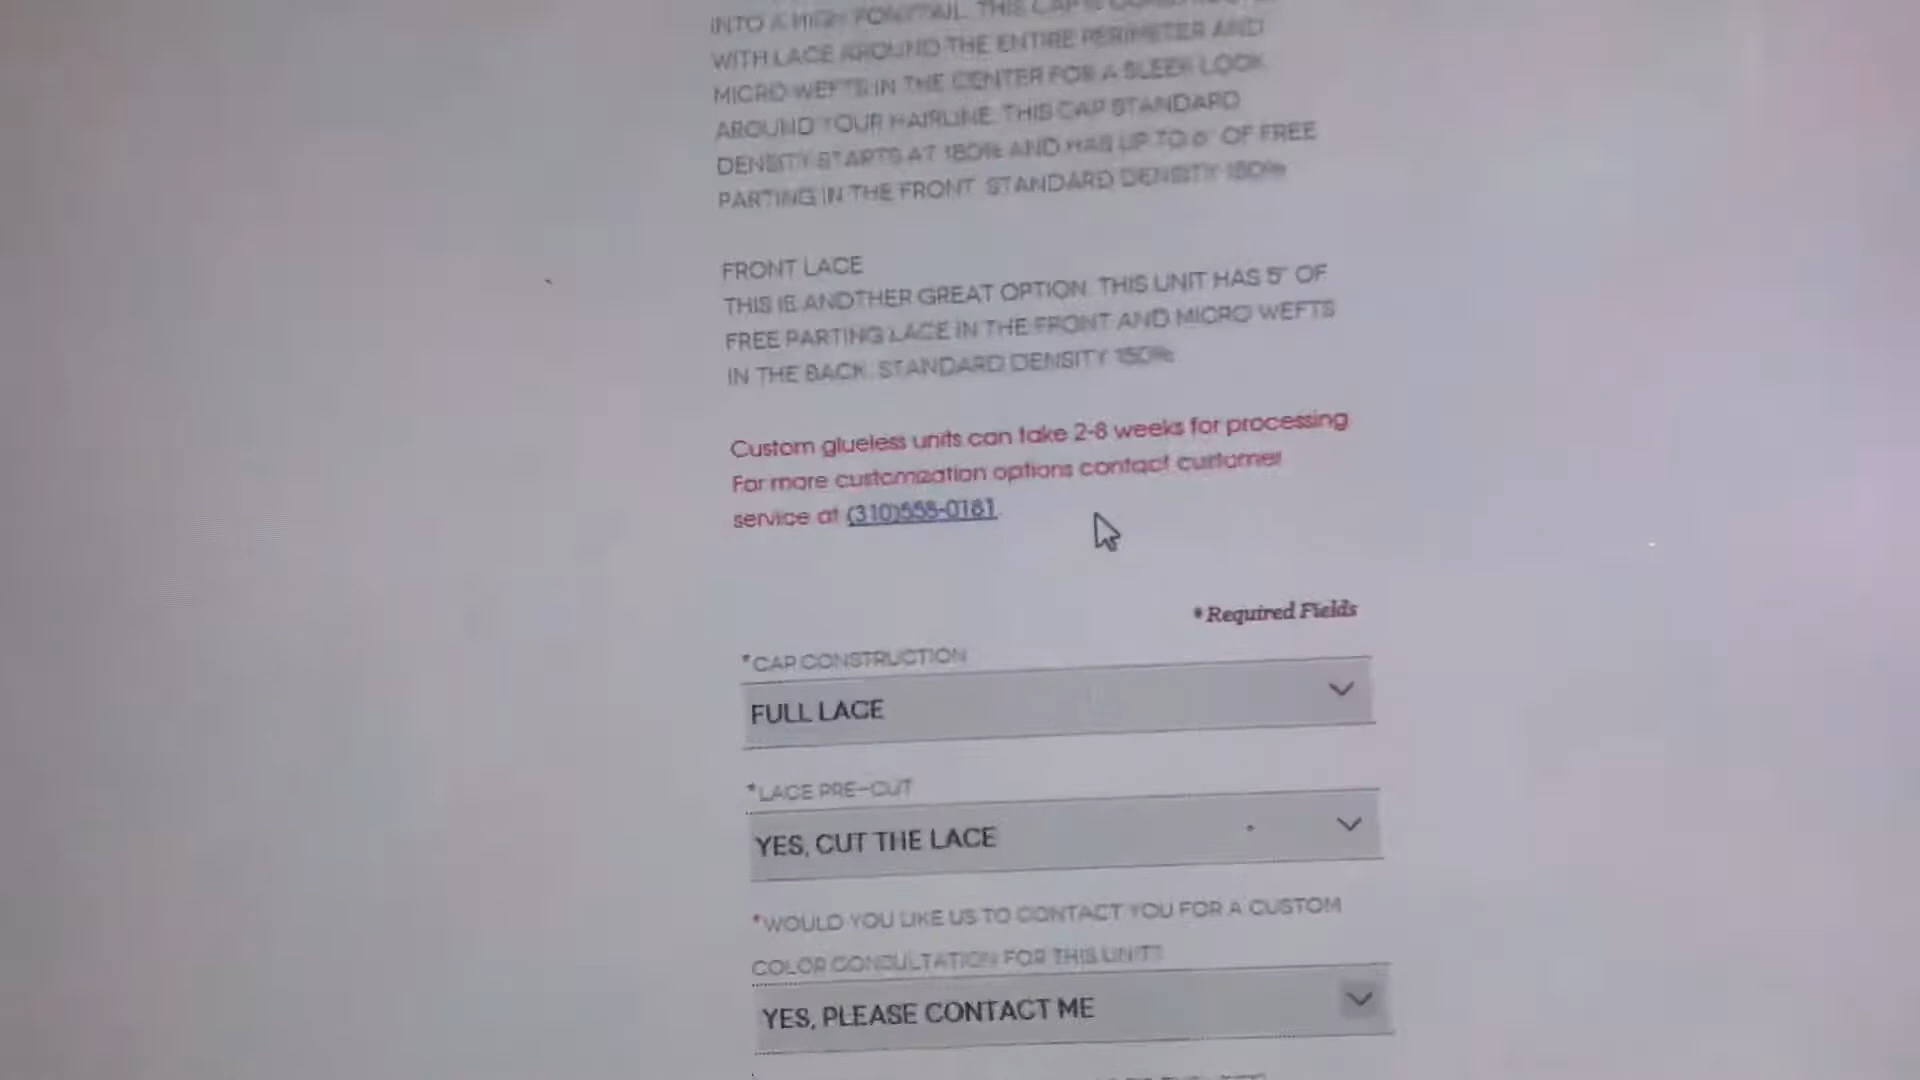 INTO A HIGH PONYTAIL. THIS CAP IS
WITH LACE AROUND THE ENTIRE PERIMETER AND
MICRO WEFTS IN THE CENTER FOR A SLEEK LOOK
AROUND YOUR HAIRLINE. THIS CAP STANDARD
DENSITY STARTS AT 180% AND HAS UP TO 6" OF FREE
PARTING IN THE FRONT. STANDARD DENSITY
FRONT LACE
THIS IS ANOTHER GREAT OPTION. THIS UNIT HAS 5" OF
FREE PARTING LACE IN THE FRONT AND MICRO WEFTS
IN THE BACK. STANDARD DENSITY 150%
Custom glueless units can take 2-8 weeks for processing
For more customization options contact customer
service at
*Required Fields
*CAP CONSTRUCTION
FULL LACE
*LACE PRE-CUT
YES, CUT THE LACE
*WOULD YOU LIKE US TO CONTACT YOU FOR A CUSTOM
COLOR CONSULTATION FOR THIS UNIT?
YES, PLEASE CONTACT ME